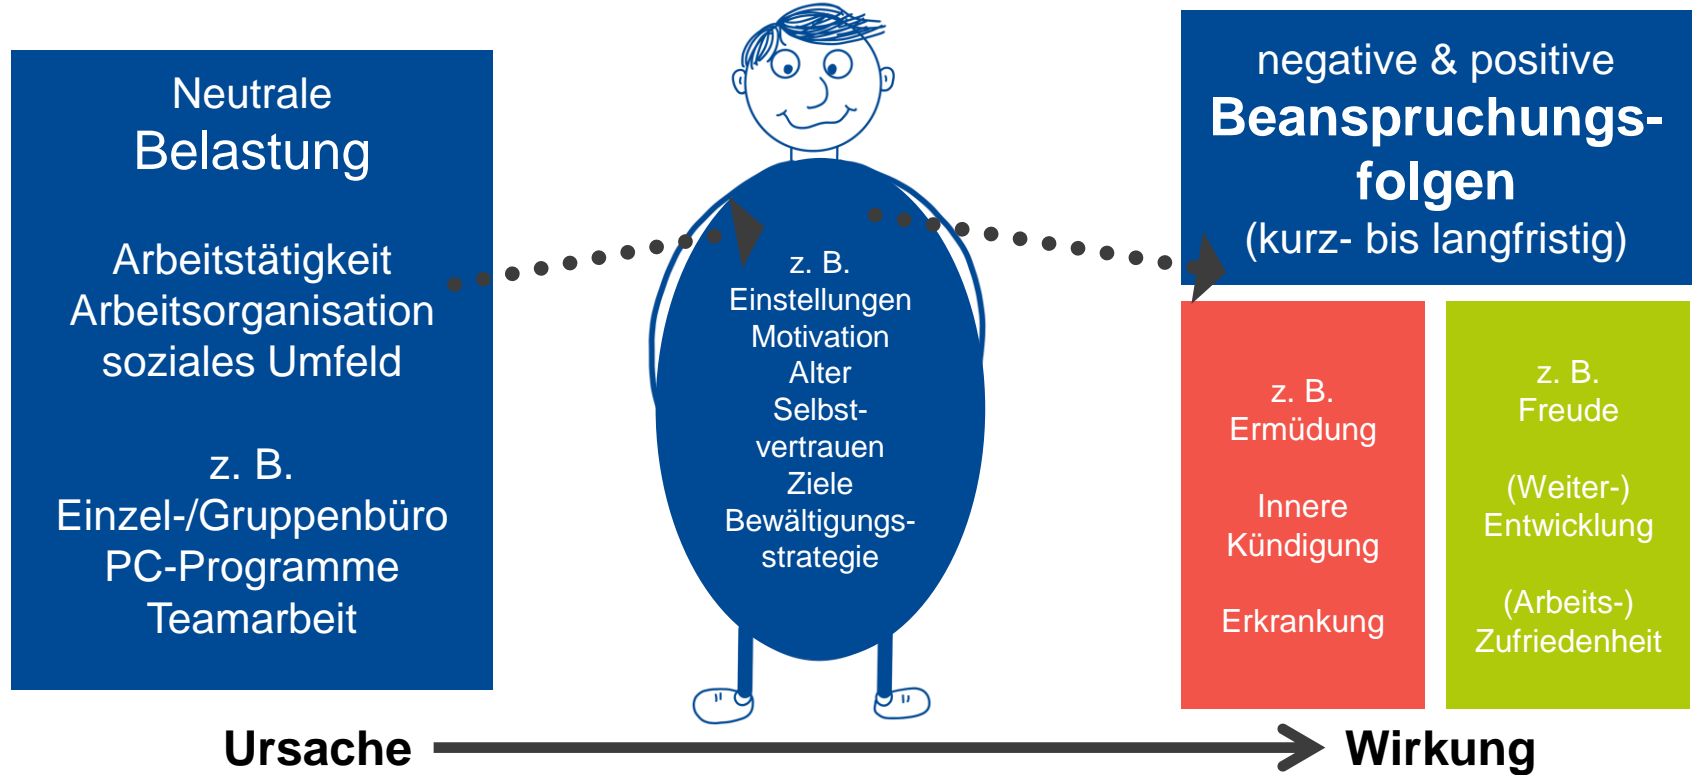 Neutrale
Belastung
Arbeitstätigkeit
Arbeitsorganisation
soziales Umfeld
z. B.
Einzel-/Gruppenbüro
PC-Programme
Teamarbeit
z. B.
Einstellungen
Motivation
Alter
Selbst-
vertrauen
Ziele
Bewältigungs-
strategie
negative & positive
Beanspruchungs-
folgen
(kurz- bis langfristig)
z. B.
Ermüdung
Innere
Kündigung
Erkrankung
z. B.
Freude
(Weiter-)
Entwicklung
(Arbeits-)
Zufriedenheit
Ursache
Wirkung